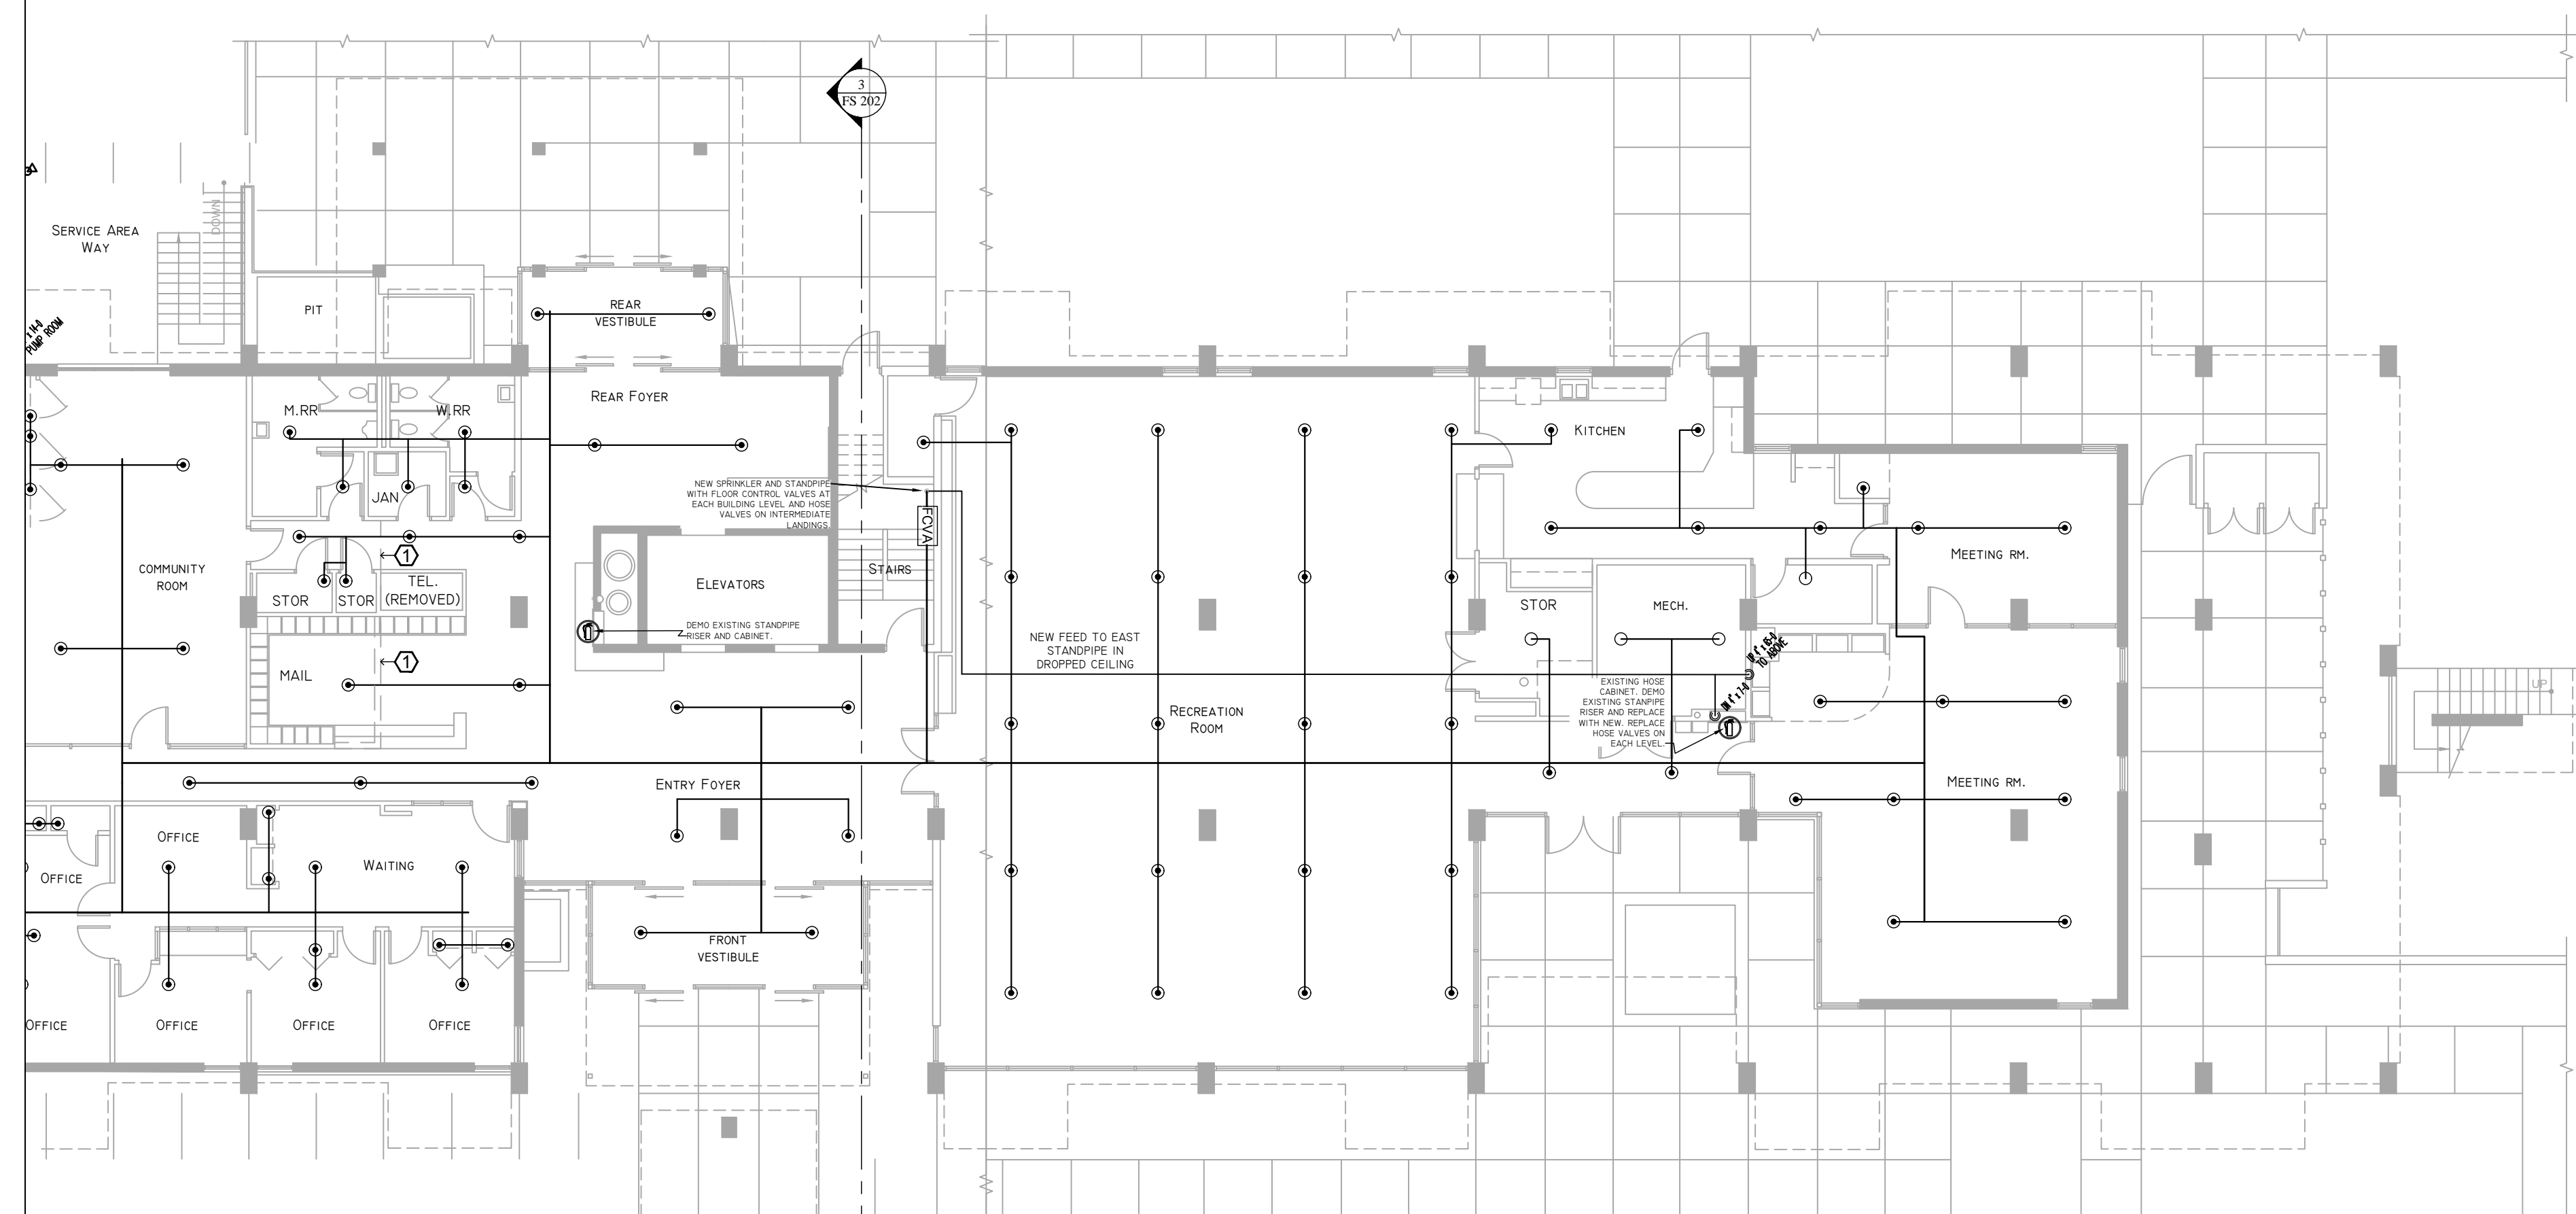 3
FS 202
SERVICE AREA
WAY
DOWN
PIT
REAR
VESTIBULE
PUMP ROOM
REAR FOYER
M.RR
W.RR
KITCHEN
JAN
NEW SPRINKLER AND STANDPIPE
WITH FLOOR CONTROL VALVES AT
EACH BUILDING LEVEL AND HOSE
VALVES ON INTERMEDIATE
LANDINGS.
FCVA
1
COMMUNITY
ROOM
STAIRS
ELEVATORS
MEETING RM.
TEL.
(REMOVED)
STOR
STOR
STOR
MECH.
DEMO EXISTING STANDPIPE
RISER AND CABINET.
NEW FEED TO EAST
STANDPIPE IN
DROPPED CEILING
TO ABOVE
1
MAIL
EXISTING HOSE
CABINET. DEMO
EXISTING STANPIPE
RISER AND REPLACE
WITH NEW. REPLACE
HOSE VALVES ON
EACH LEVEL.
UP
RECREATION
ROOM
ENTRY FOYER
MEETING RM.
OFFICE
WAITING
OFFICE
FRONT
VESTIBULE
OFFICE
OFFICE
OFFICE
OFFICE